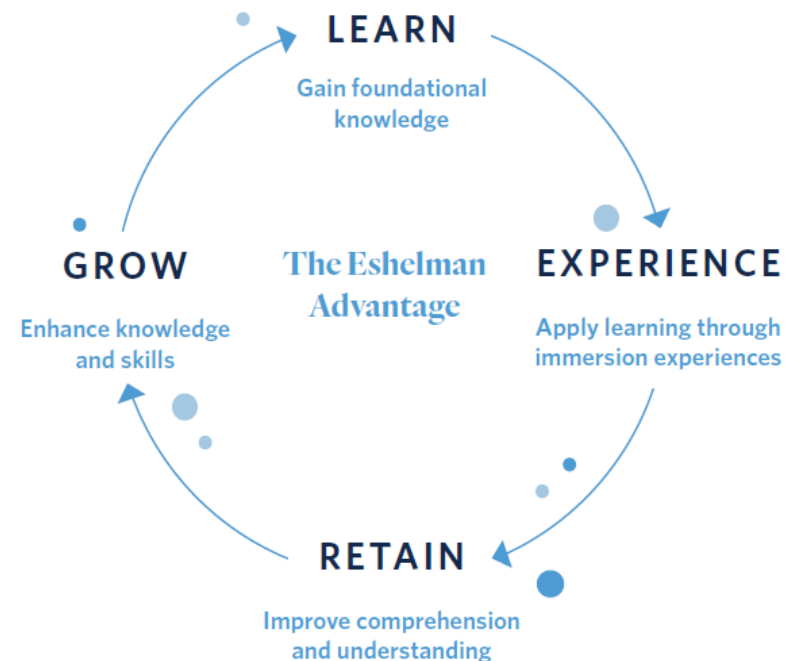 LEARN
Gain foundational
knowledge
GROW
Enhance knowledge
and skills
The Eshelman
Advantage
EXPERIENCE
Apply learning through
immersion experiences
RETAIN
Improve comprehension
and understanding